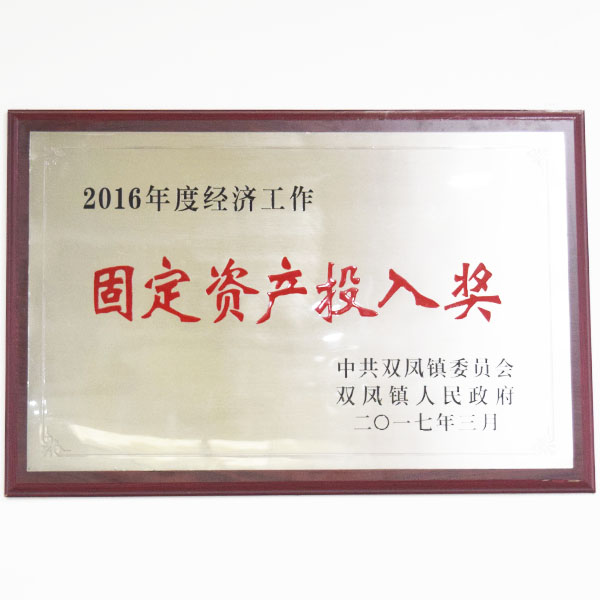 2016年度经济工作
固定资产投入奖
中共双凤镇委员会
双凤镇人民政府
二〇一七年三月